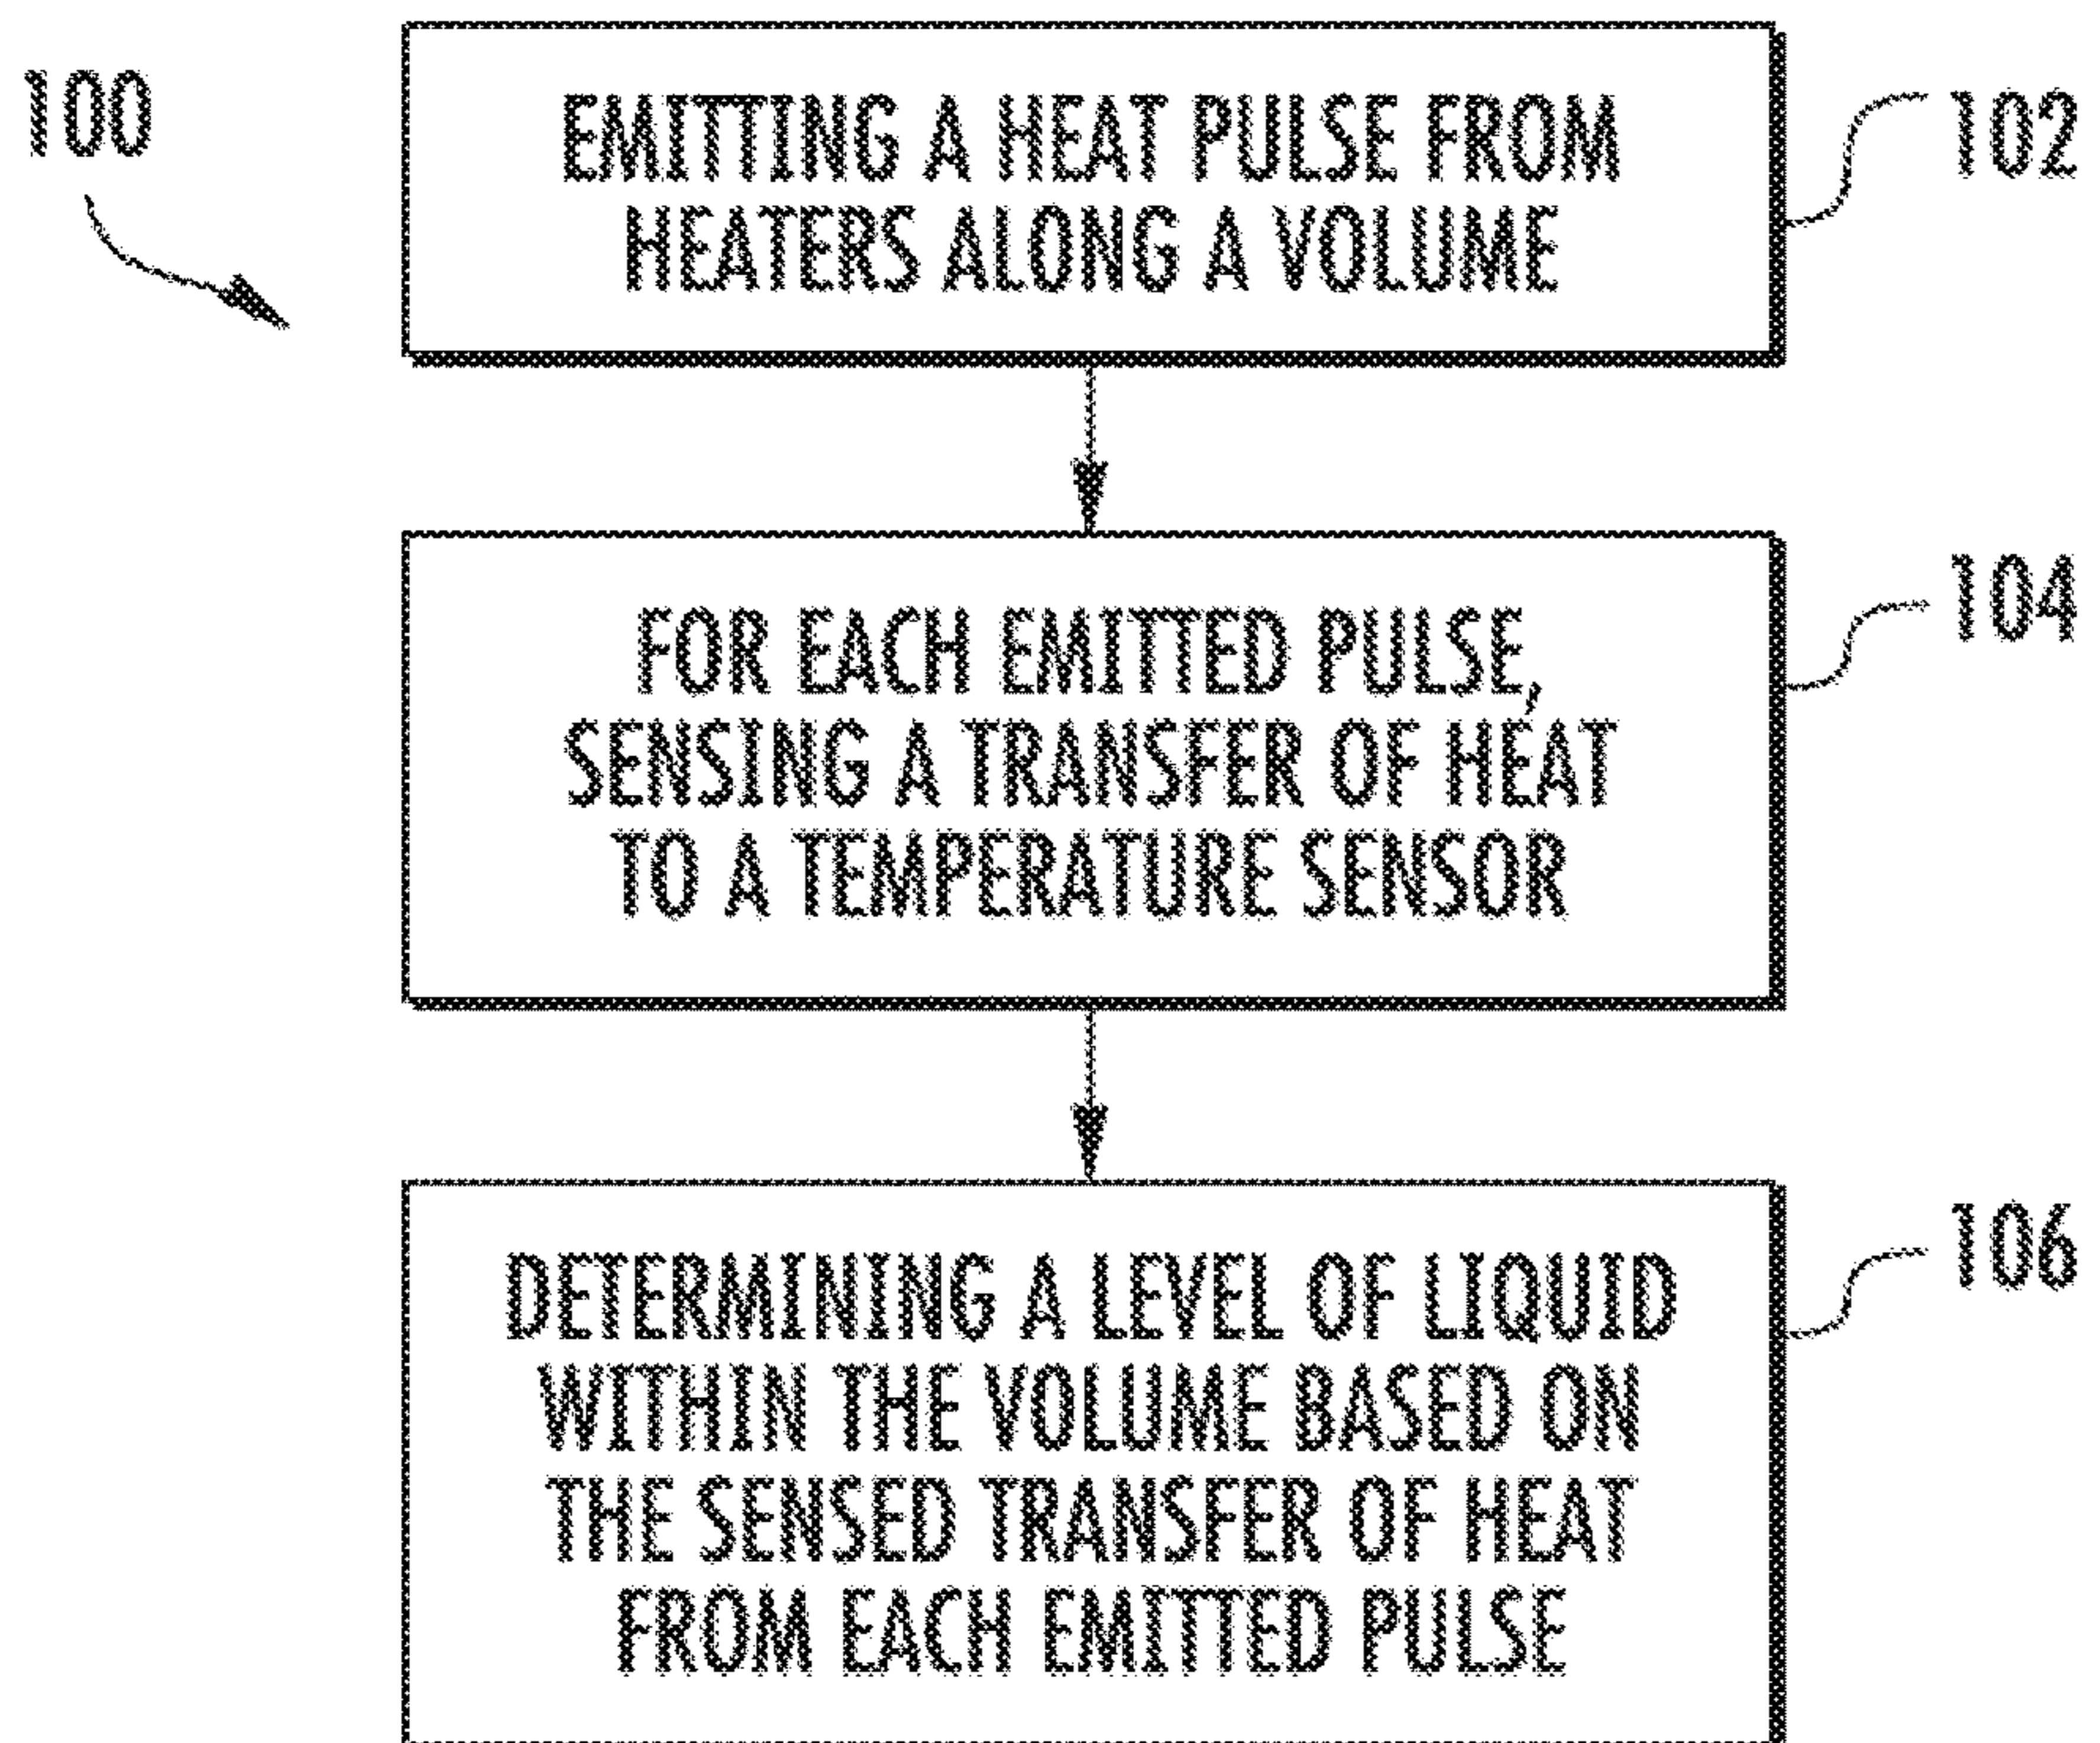 100
EMITTING A HEAT PULSE FROM
HEATERS ALONG A VOLUME
102
FOR EACH EMITTED PULSE,
SENSING A TRANSFER OF HEAT
TO A TEMPERATURE SENSOR
104
DETERMINING A LEVEL OF LIQUID
WITHIN THE VOLUME BASED ON
THE SENSED TRANSFER OF HEAT
FROM EACH EMITTED PULSE
106